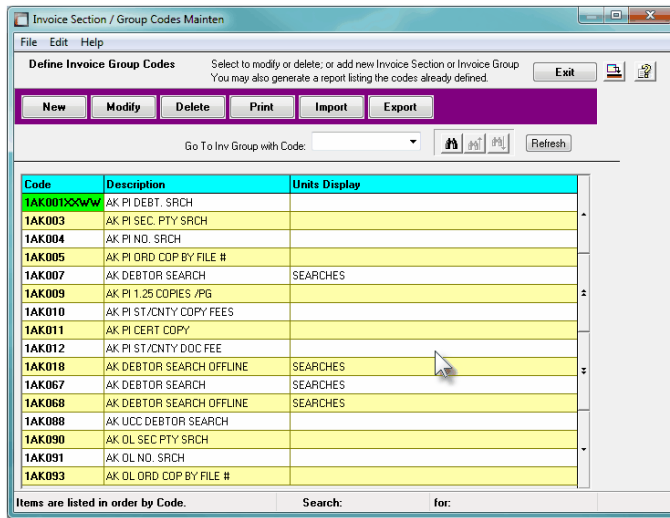 Invoice Section / Group Codes Mainten
File Edit Help
Define Invoice Group Codes
Select to modify or delete; or add new Invoice Section or Invoice Group
You may also generate a report listing the codes already defined.
Exit
New Modify Delete Print Import Export
Go To Inv Group with Code:
Refresh
Code Description Units Display
1AK001XXWW AK PI DEBT. SRCH
1AK003 AK PI SEC. PTY SRCH
1AK004 AK PI NO. SRCH
1AK005 AK PI ORD COP BY FILE #
1AK007 AK DEBTOR SEARCH SEARCHES
1AK009 AK PI 1.25 COPIES /PG
1AK010 AK PI ST/CNTY COPY FEES
1AK011 AK PI CERT COPY
1AK012 AK PI ST/CNTY DOC FEE
1AK018 AK DEBTOR SEARCH OFFLINE SEARCHES
1AK067 AK DEBTOR SEARCH SEARCHES
1AK068 AK DEBTOR SEARCH OFFLINE SEARCHES
1AK088 AK UCC DEBTOR SEARCH
1AK090 AK OL SEC PTY SRCH
1AK091 AK OL NO. SRCH
1AK093 AK OL ORD COP BY FILE #
Items are listed in order by Code. Search: for: